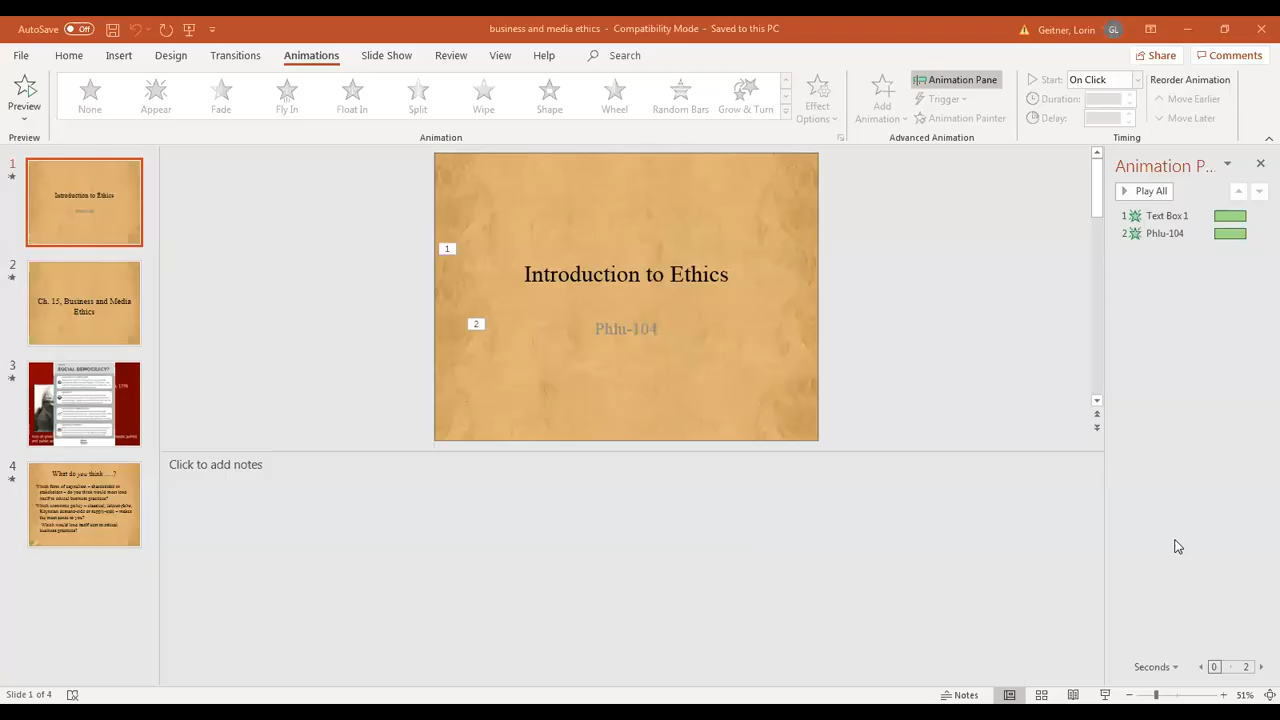 AutoSave Off
business and media ethics - Compatibility Mode - Saved to this PC
Geitner, Lorin GL
File Home Insert Design Transitions Animations Slide Show Review View Help Search
Share Comments
Preview
None Appear Fade Fly In Float In Split Wipe Shape Wheel Random Bars Grow & Turn
Effect Options
Add Animation
Animation Pane
Trigger
Animation Painter
Start: On Click
Duration:
Delay:
Reorder Animation
Move Earlier
Move Later
Preview Animation Advanced Animation Timing
1
Introduction to Ethics
2
Ch. 15, Business and Media
Ethics
3
SOCIAL DEMOCRACY?
4
What do you think ....?
1
Introduction to Ethics
2
Phlu-104
Click to add notes
Animation P...
Play All
1 Text Box 1
2 Phlu-104
Seconds 0 2
Slide 1 of 4
Notes
51%